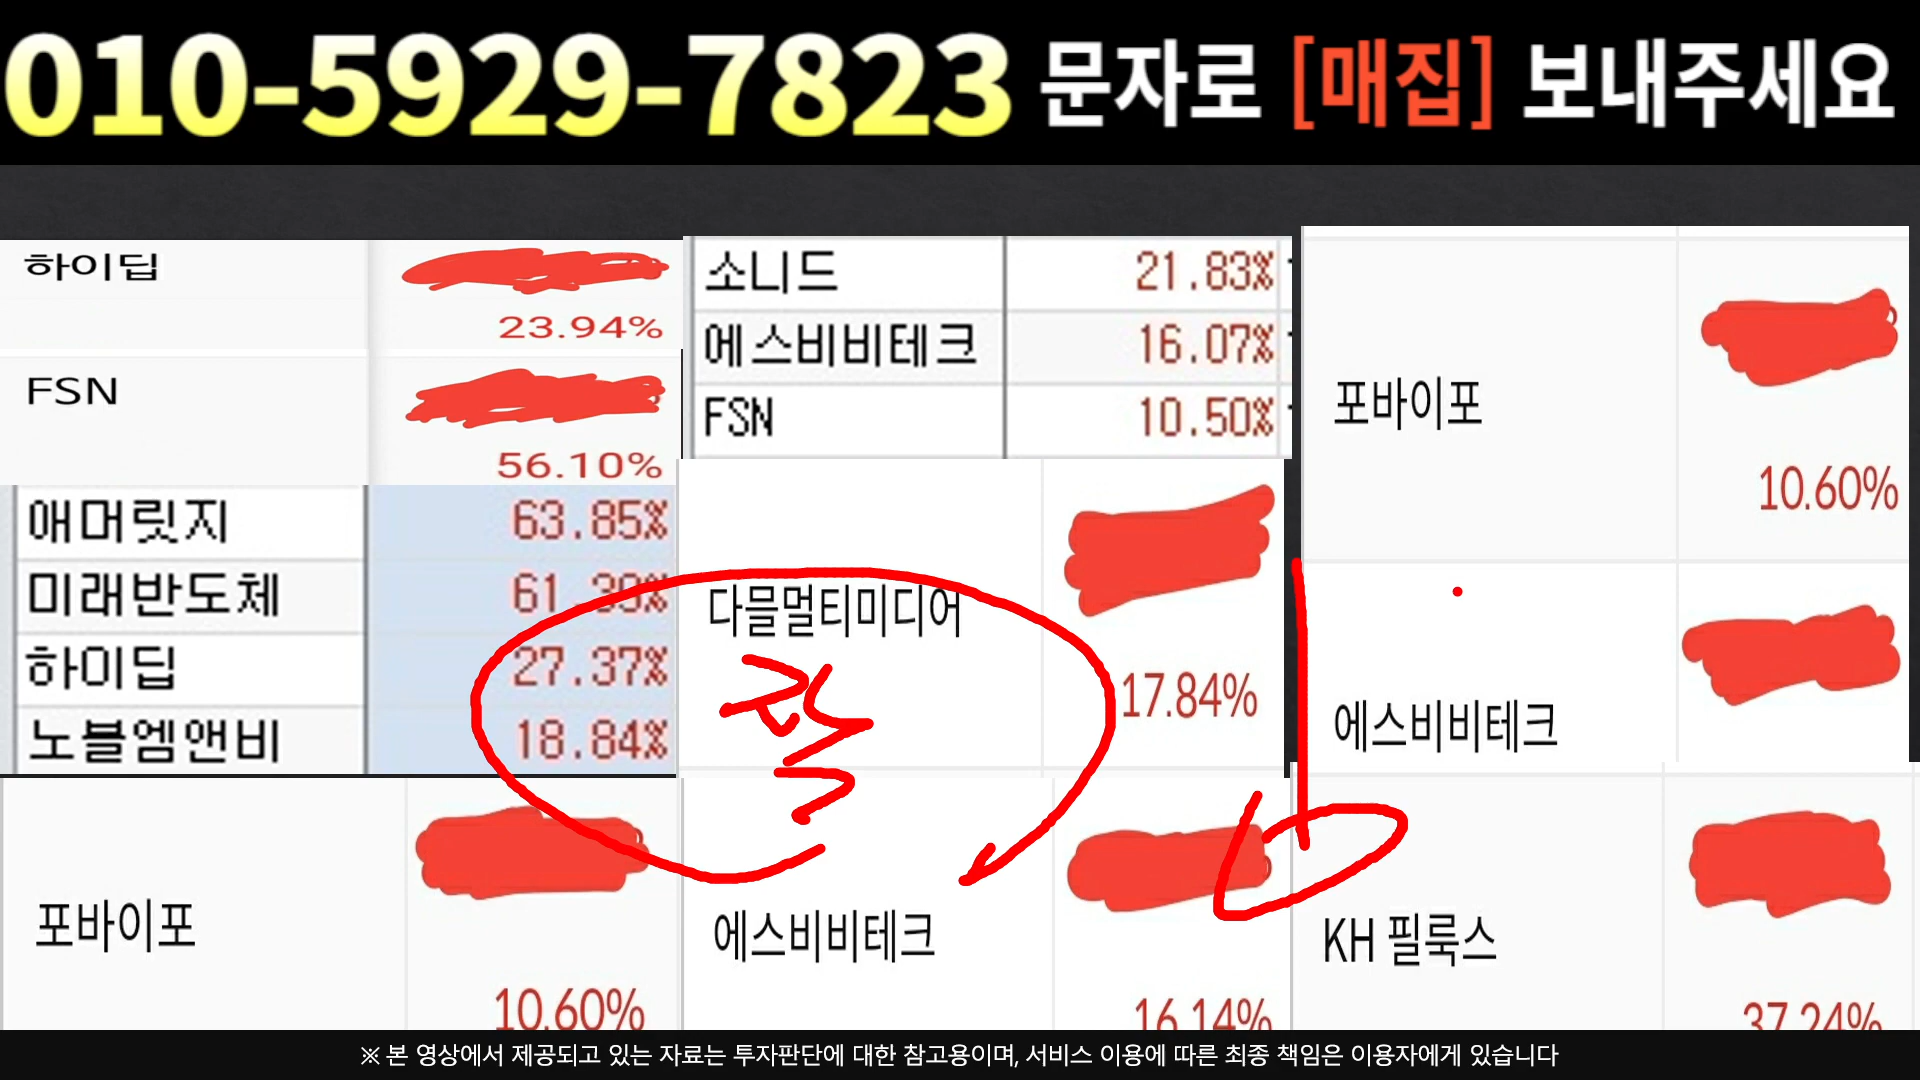 010-5929-7823 문자로 [매집] 보내주세요
하이딥
23.94%
FSN
56.10%
애머릿지 63.85%
미래반도체 61.39%
하이딥 27.37%
노블엠앤비 18.84%
소니드 21.83%
에스비비테크 16.07%
FSN 10.50%
다믈멀티미디어
17.84%
포바이포
10.60%
에스비비테크
포바이포
10.60%
에스비비테크
16.14%
KH 필룩스
37.24%
※ 본 영상에서 제공되고 있는 자료는 투자판단에 대한 참고용이며, 서비스 이용에 따른 최종 책임은 이용자에게 있습니다